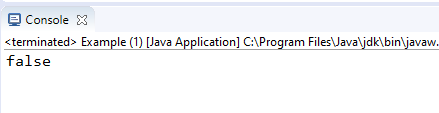 Console
<terminated> Example (1) [Java Application] C:\Program Files\Java\jdk\bin\javaw.
false